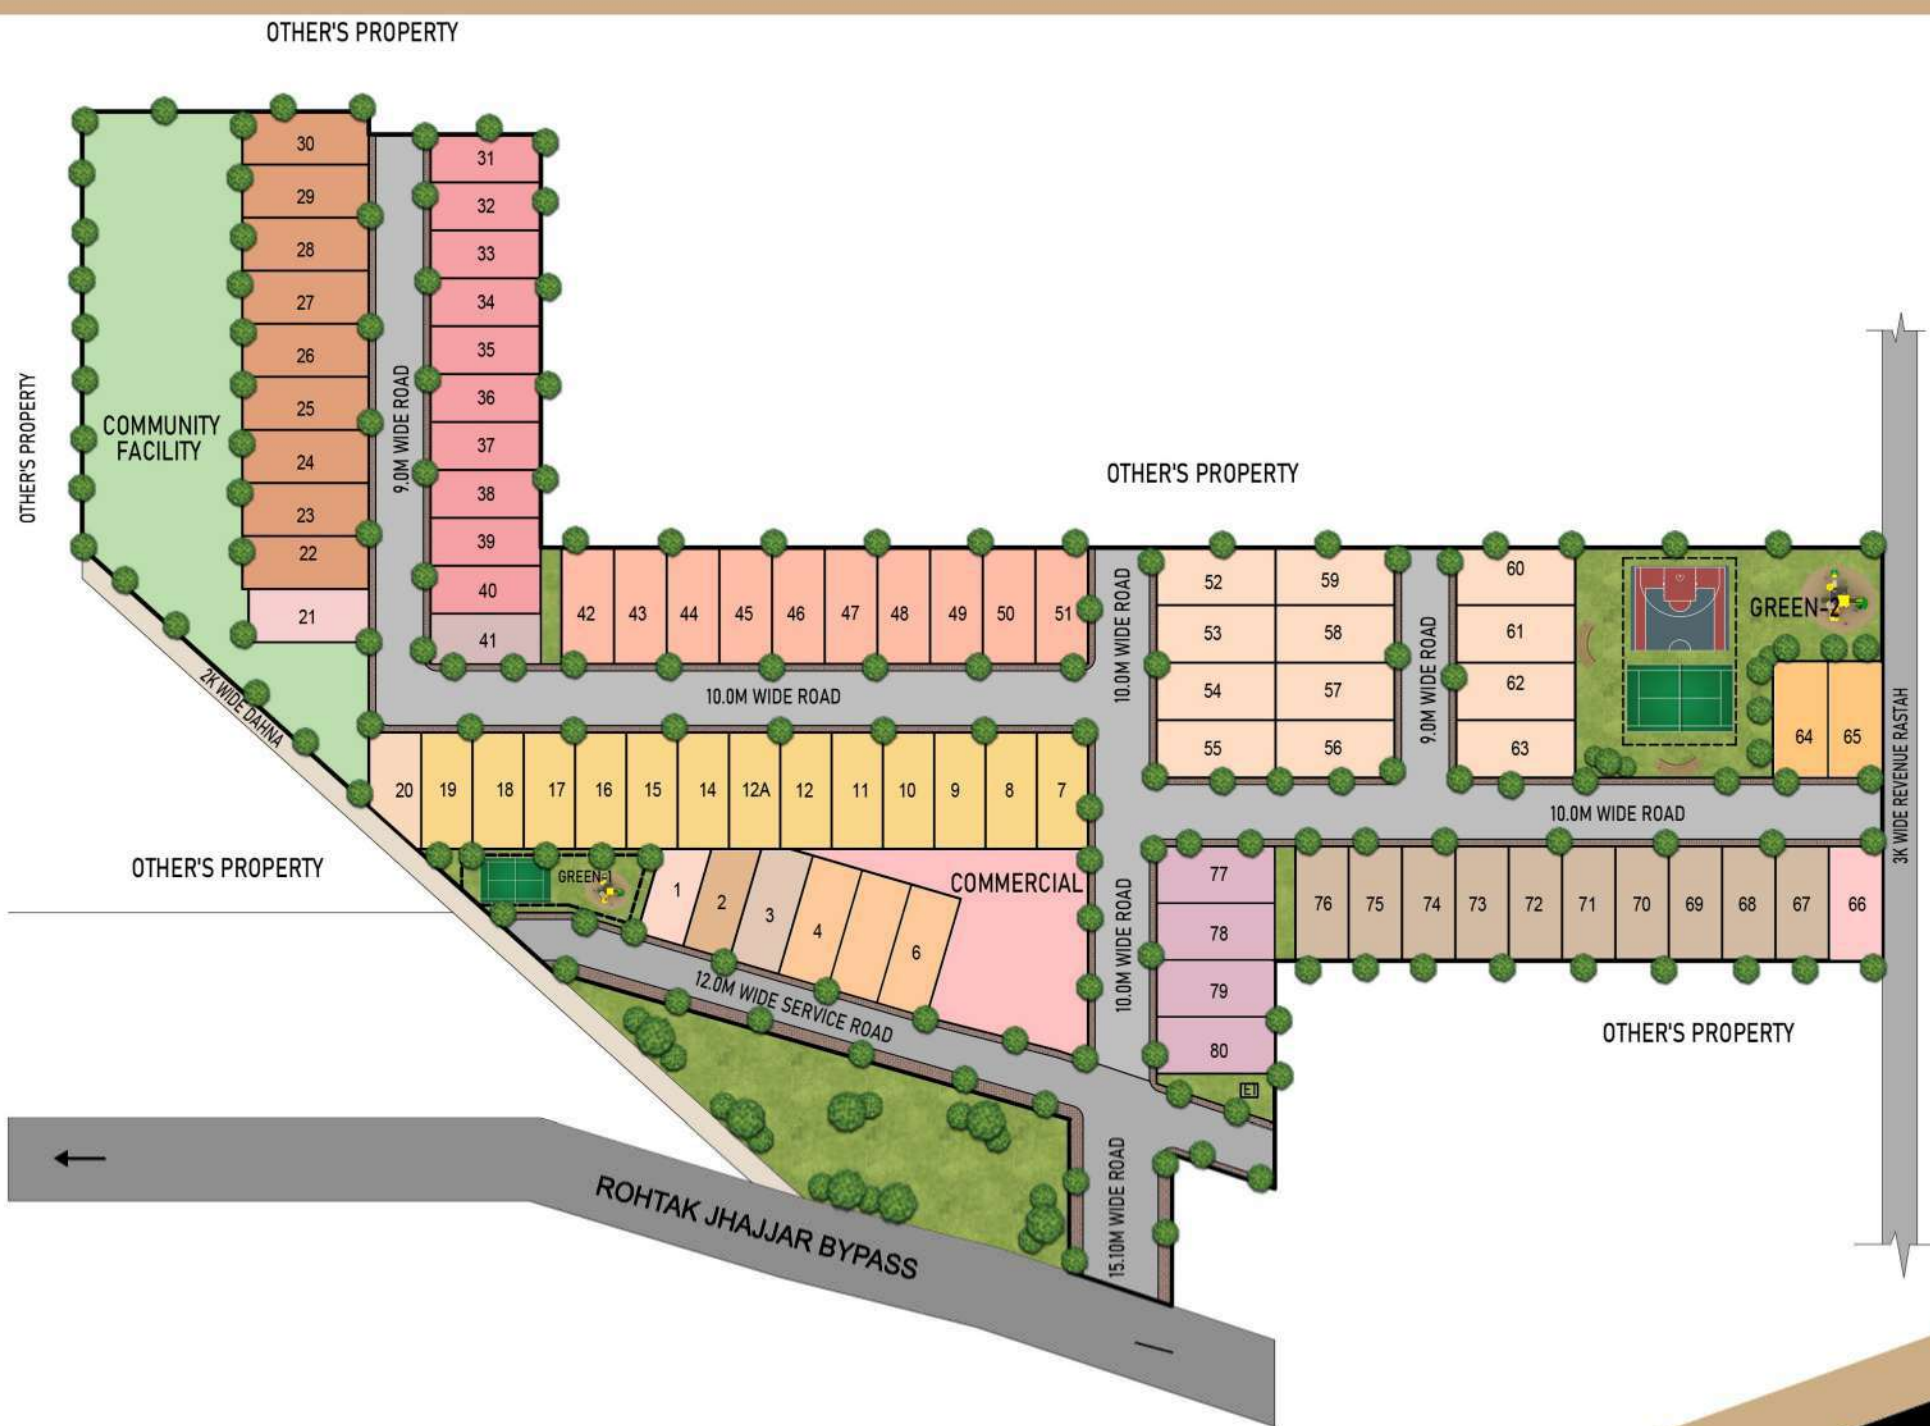 OTHER'S PROPERTY
30
29
28
27
26
25
24
23
22
21
31
32
33
34
35
36
37
38
39
40
41
9.0M WIDE ROAD
COMMUNITY
FACILITY
OTHER'S PROPERTY
2K WIDE DAHNA
OTHER'S PROPERTY
42 43 44 45 46 47 48 49 50 51
10.0M WIDE ROAD
10.0M WIDE ROAD
OTHER'S PROPERTY
52 59
53 58
54 57
55 56
9.0M WIDE ROAD
60
61
62
63
GREEN-2
64 65
3K WIDE REVENUE RASTAH
10.0M WIDE ROAD
20 19 18 17 16 15 14 12A 12 11 10 9 8 7
GREEN-1
1 2 3 4 6
COMMERCIAL
10.0M WIDE ROAD
77
78
79
80
76 75 74 73 72 71 70 69 68 67 66
OTHER'S PROPERTY
12.0M WIDE SERVICE ROAD
15.10M WIDE ROAD
ROHTAK JHAJJAR BYPASS